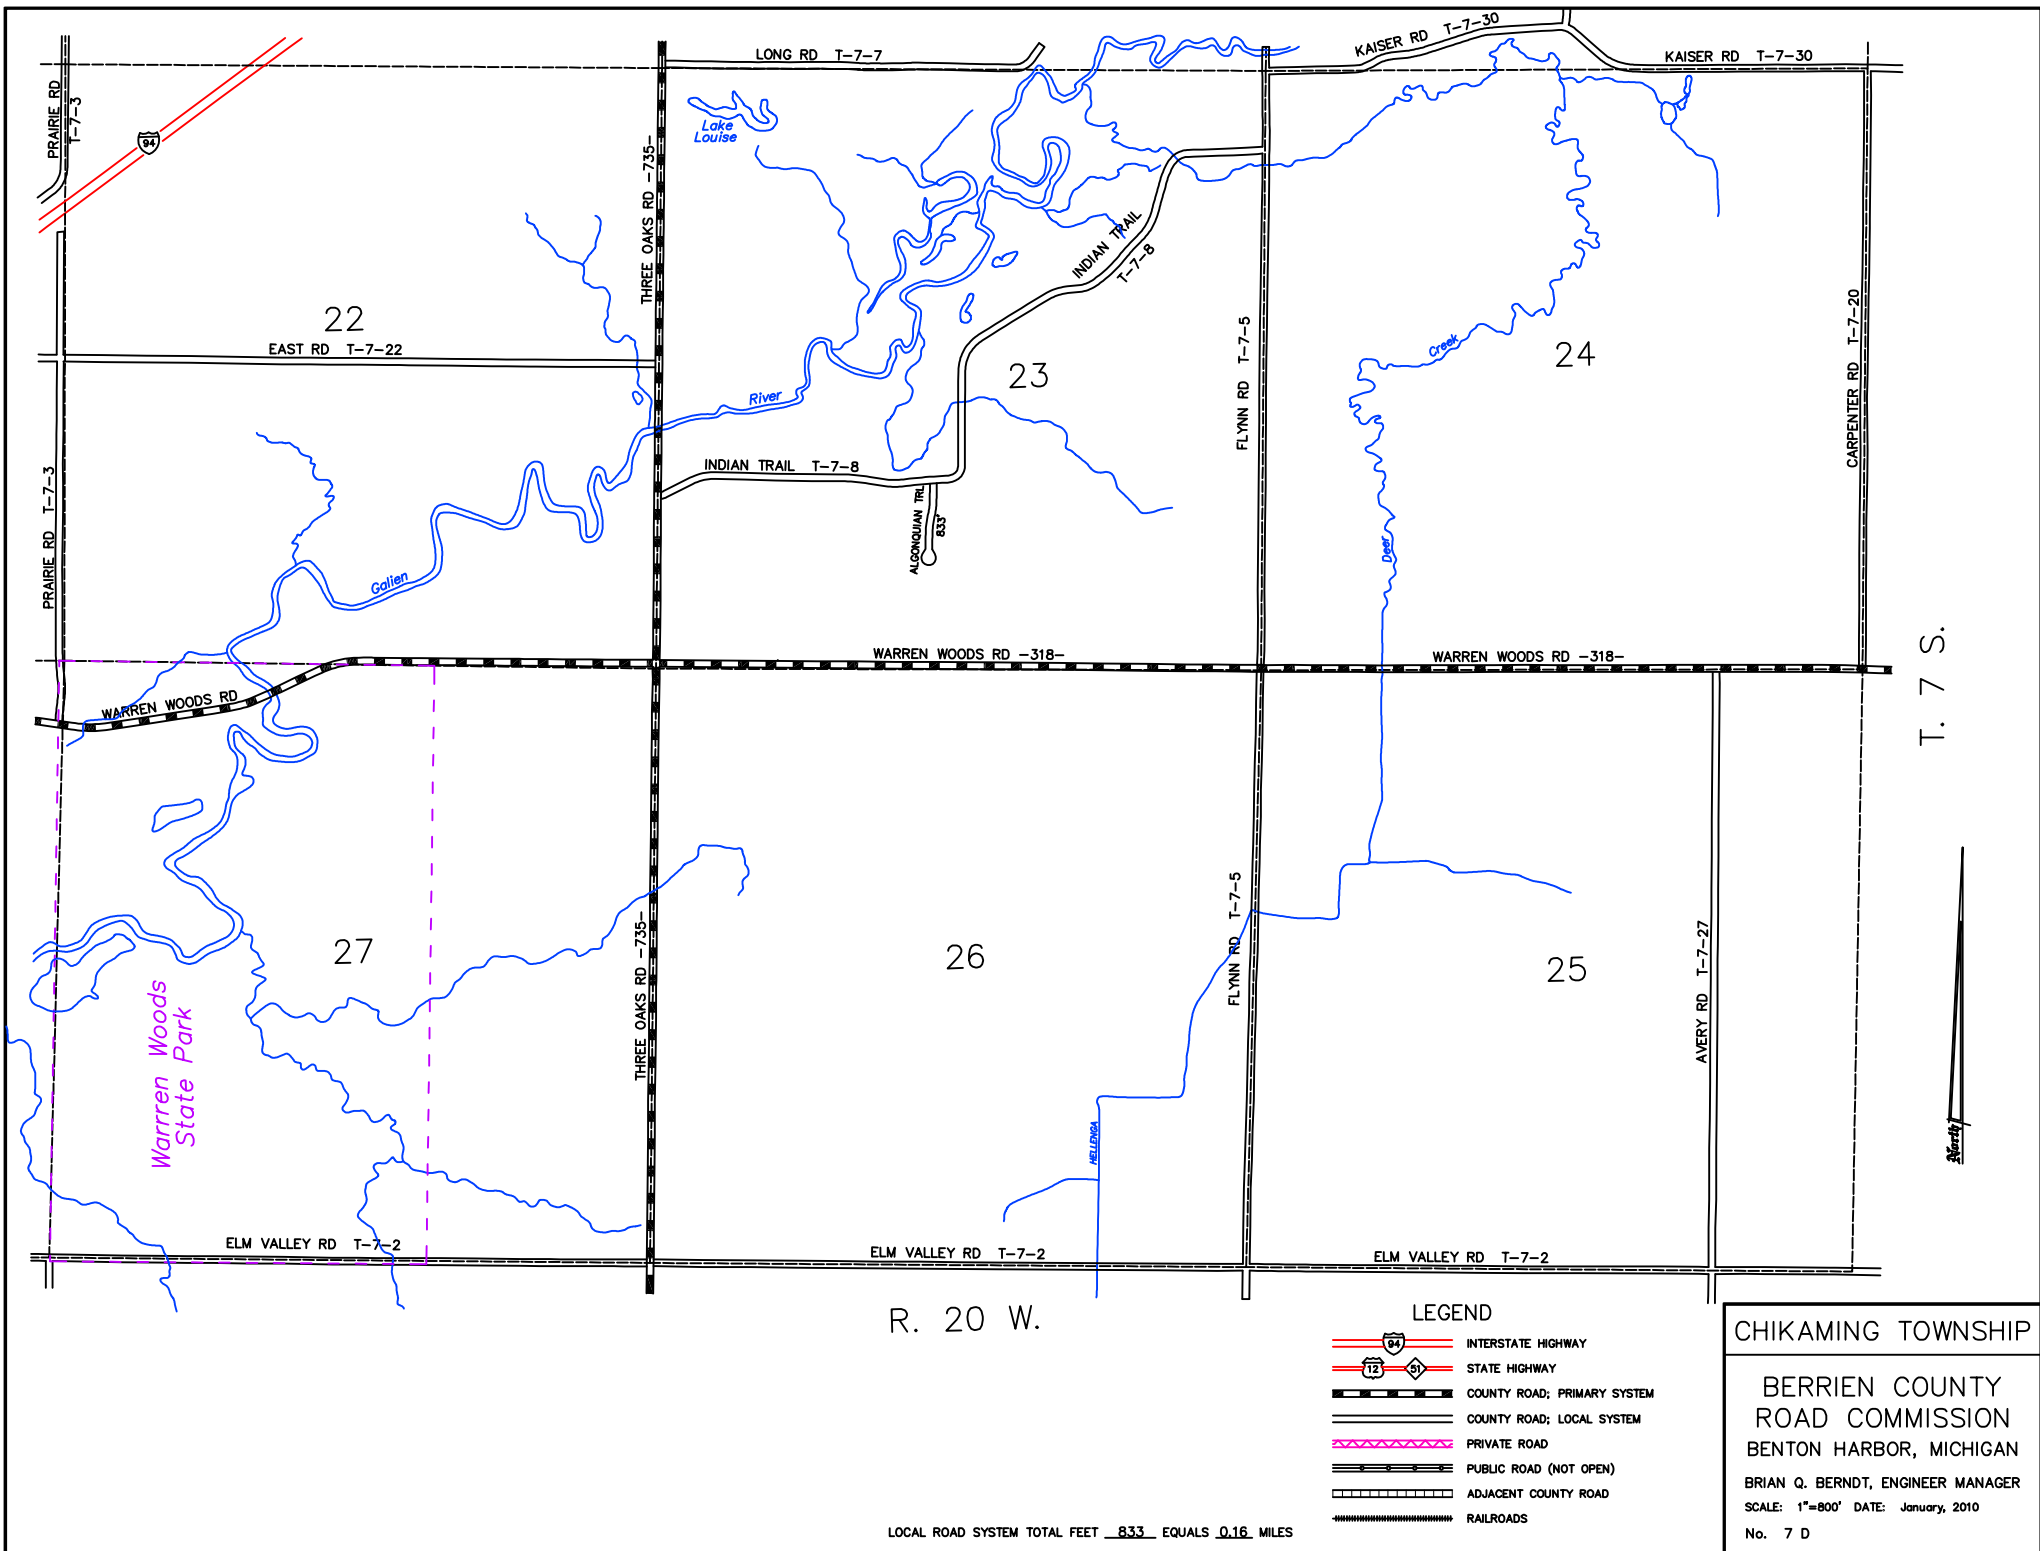 LONG RD T-7-7
KAISER RD T-7-30
KAISER RD T-7-30
PRAIRIE RD
T-7-3
94
Lake
Louise
THREE OAKS RD -735-
INDIAN TRAIL
T-7-8
22
EAST RD T-7-22
23
FLYNN RD T-7-5
Creek
24
CARPENTER RD T-7-20
River
INDIAN TRAIL T-7-8
ALGONQUIAN TRL
833'
PRAIRIE RD T-7-3
Galien
Deer
WARREN WOODS RD -318-
WARREN WOODS RD -318-
WARREN WOODS RD
T. 7 S.
27
26
25
THREE OAKS RD -735-
FLYNN RD T-7-5
AVERY RD T-7-27
Warrren Woods
State Park
HELLENGA
North
ELM VALLEY RD T-7-2
ELM VALLEY RD T-7-2
ELM VALLEY RD T-7-2
R. 20 W.
LEGEND
94 INTERSTATE HIGHWAY
12 51 STATE HIGHWAY
COUNTY ROAD; PRIMARY SYSTEM
COUNTY ROAD; LOCAL SYSTEM
PRIVATE ROAD
PUBLIC ROAD (NOT OPEN)
ADJACENT COUNTY ROAD
RAILROADS
LOCAL ROAD SYSTEM TOTAL FEET 833 EQUALS 0.16 MILES
CHIKAMING TOWNSHIP
BERRIEN COUNTY
ROAD COMMISSION
BENTON HARBOR, MICHIGAN
BRIAN Q. BERNDT, ENGINEER MANAGER
SCALE: 1"=800' DATE: January, 2010
No. 7 D